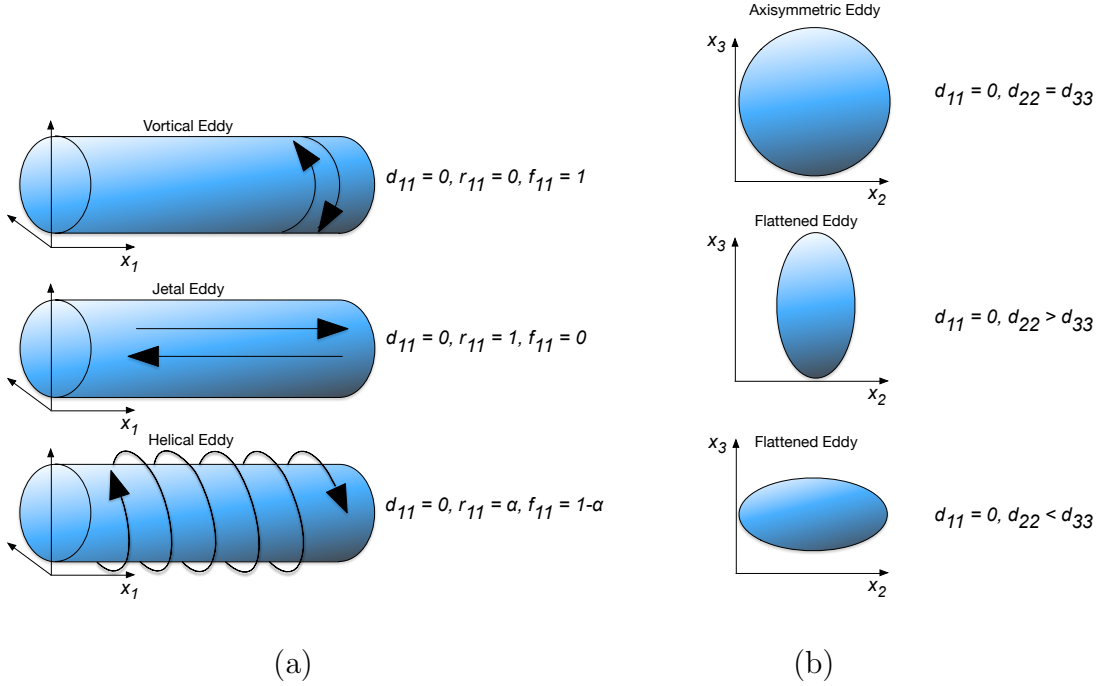 Vortical Eddy
d11 = 0, r11 = 0, f11 = 1
x1
Jetal Eddy
d11 = 0, r11 = 1, f11 = 0
x1
Helical Eddy
d11 = 0, r11 = α, f11 = 1-α
x1
(a)
Axisymmetric Eddy
x3
d11 = 0, d22 = d33
x2
Flattened Eddy
x3
d11 = 0, d22 > d33
x2
Flattened Eddy
x3
d11 = 0, d22 < d33
x2
(b)